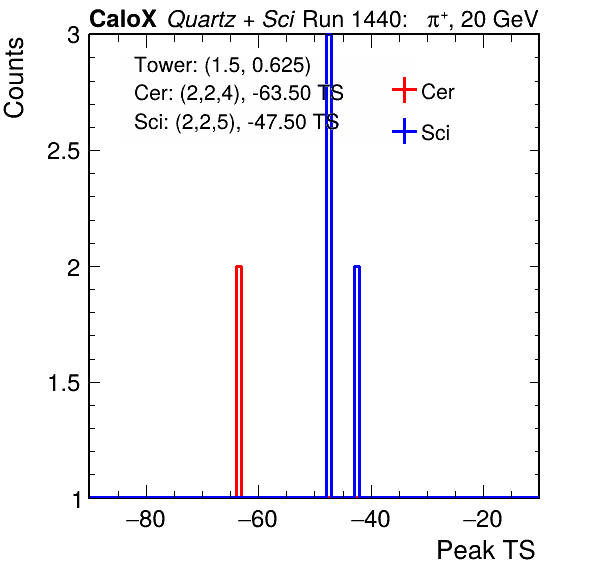 CaloX Quartz + Sci Run 1440: π+, 20 GeV
Counts
3
2.5
2
1.5
1
Tower: (1.5, 0.625)
Cer: (2,2,4), -63.50 TS
Sci: (2,2,5), -47.50 TS
Cer
Sci
−80 −60 −40 −20
Peak TS